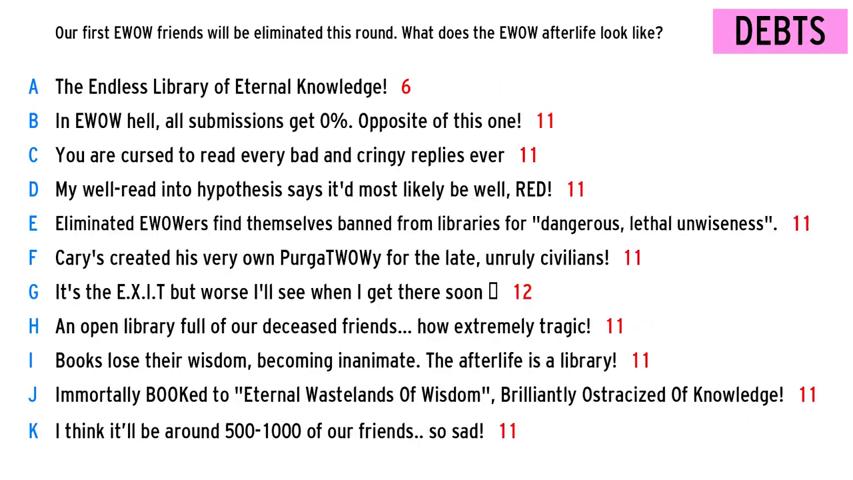 Our first EWOW friends will be eliminated this round. What does the EWOW afterlife look like?
DEBTS
A The Endless Library of Eternal Knowledge! 6
B In EWOW hell, all submissions get 0%. Opposite of this one! 11
C You are cursed to read every bad and cringy replies ever 11
D My well-read into hypothesis says it'd most likely be well, RED! 11
E Eliminated EWOWers find themselves banned from libraries for "dangerous, lethal unwiseness". 11
F Cary's created his very own PurgaTWOWy for the late, unruly civilians! 11
G It's the E.X.I.T but worse I'll see when I get there soon ▯ 12
H An open library full of our deceased friends... how extremely tragic! 11
I Books lose their wisdom, becoming inanimate. The afterlife is a library! 11
J Immortally BOOKed to "Eternal Wastelands Of Wisdom", Brilliantly Ostracized Of Knowledge! 11
K I think it’ll be around 500-1000 of our friends.. so sad! 11